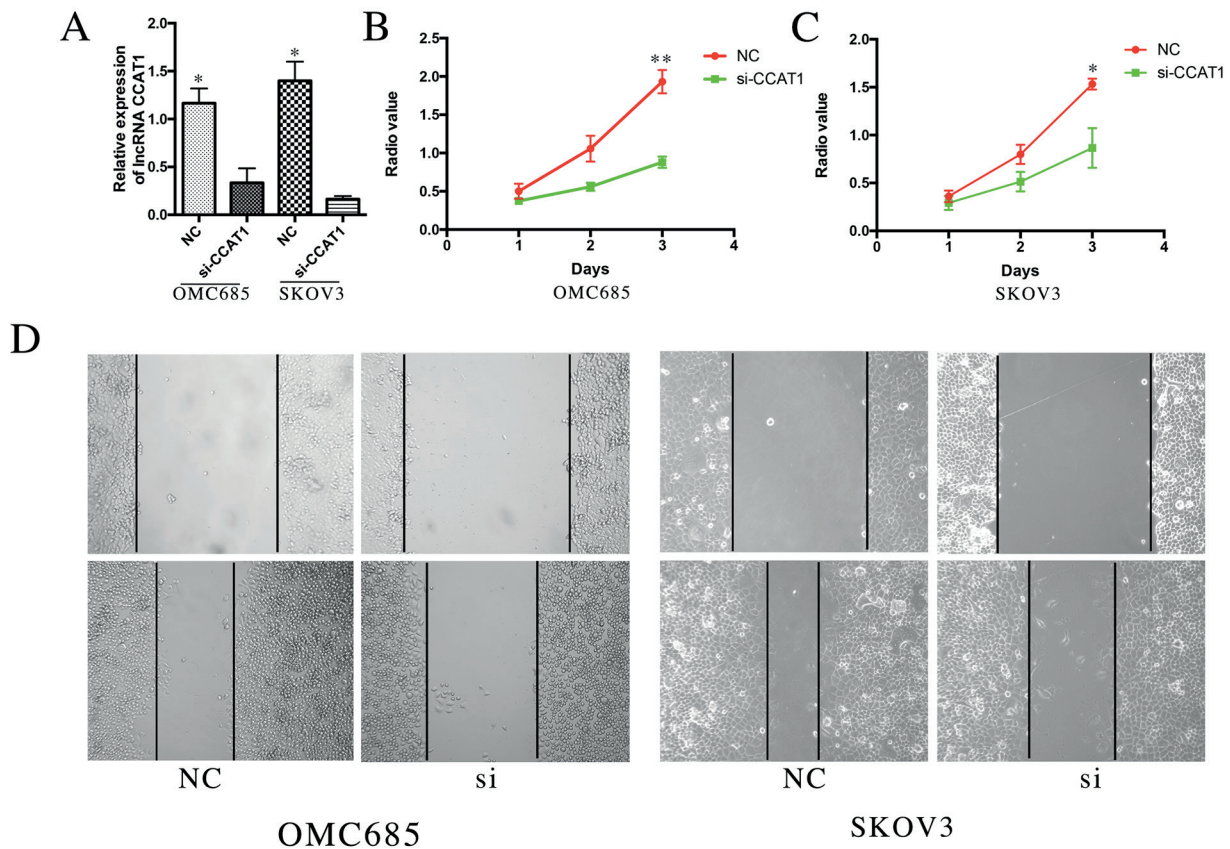 A
Relative expression
of lncRNA CCAT1
2.0
1.5
1.0
0.5
0.0
*
*
NC
si-CCAT1
NC
si-CCAT1
OMC685
SKOV3
B
Radio value
2.5
2.0
1.5
1.0
0.5
0.0
**
NC
si-CCAT1
0
1
2
3
4
Days
OMC685
C
Radio value
2.0
1.5
1.0
0.5
0.0
*
NC
si-CCAT1
0
1
2
3
4
Days
SKOV3
D
NC
si
NC
si
OMC685
SKOV3